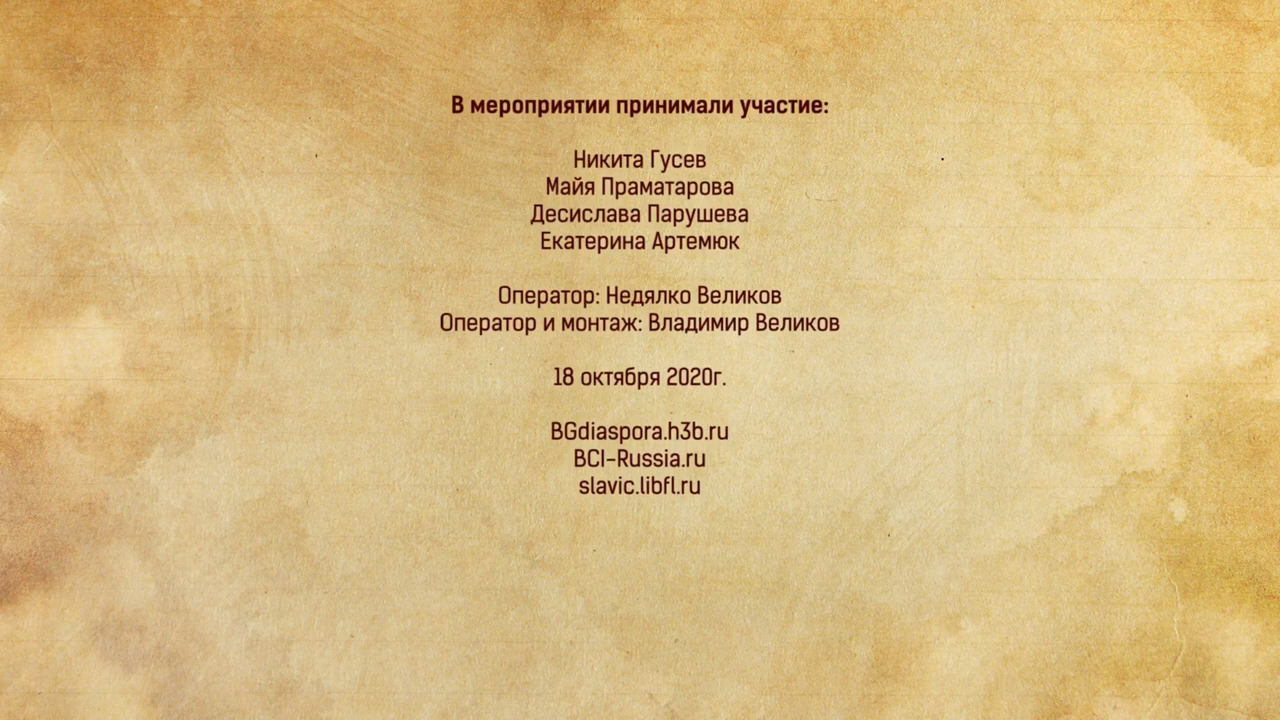 В мероприятии принимали участие:
Никита Гусев
Майя Праматарова
Десислава Парушева
Екатерина Артемюк
Оператор: Недялко Великов
Оператор и монтаж: Владимир Великов
18 октября 2020г.
BGdiaspora.h3b.ru
BCI-Russia.ru
slavic.libfl.ru